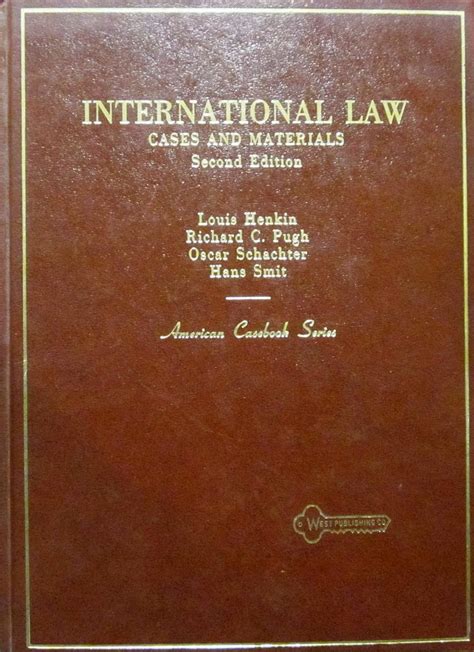 INTERNATIONAL LAW
CASES AND MATERIALS
Second Edition
Louis Henkin
Richard C. Pugh
Oscar Schachter
Hans Smit
American Casebook Series
WEST PUBLISHING CO